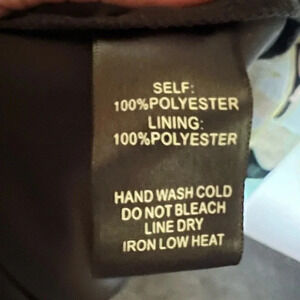 SELF:
100%POLYESTER
LINING:
100%POLYESTER
HAND WASH COLD
DO NOT BLEACH
LINE DRY
IRON LOW HEAT